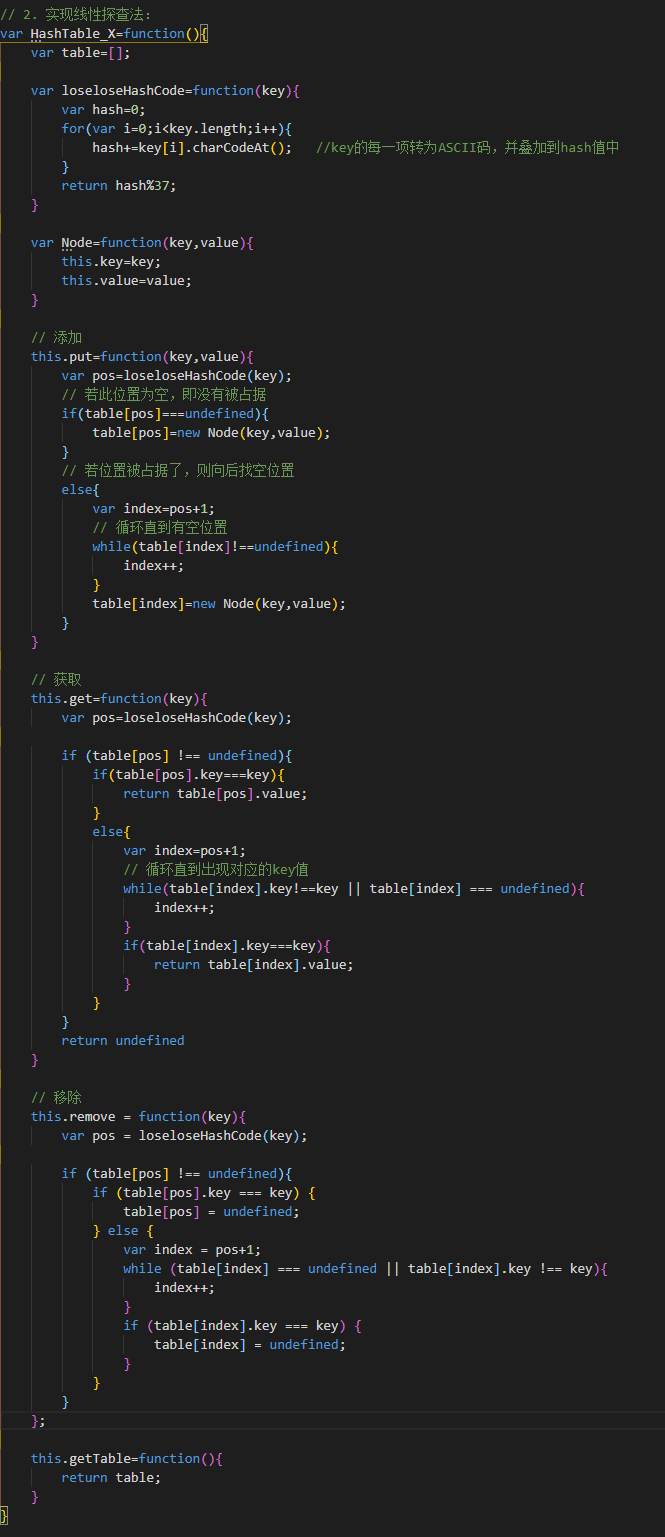 // 2. 实现线性探查法:
var HashTable_X=function(){
var table=[];
var loseloseHashCode=function(key){
var hash=0;
for(var i=0;i<key.length;i++){
hash+=key[i].charCodeAt();   //key的每一项转为ASCII码，并叠加到hash值中
}
return hash%37;
}
var Node=function(key,value){
this.key=key;
this.value=value;
}
// 添加
this.put=function(key,value){
var pos=loseloseHashCode(key);
// 若此位置为空，即没有被占据
if(table[pos]===undefined){
table[pos]=new Node(key,value);
}
// 若位置被占据了，则向后找空位置
else{
var index=pos+1;
// 循环直到有空位置
while(table[index]!==undefined){
index++;
}
table[index]=new Node(key,value);
}
}
// 获取
this.get=function(key){
var pos=loseloseHashCode(key);
if (table[pos] !== undefined){
if(table[pos].key===key){
return table[pos].value;
}
else{
var index=pos+1;
// 循环直到出现对应的key值
while(table[index].key!==key || table[index] === undefined){
index++;
}
if(table[index].key===key){
return table[index].value;
}
}
}
return undefined
}
// 移除
this.remove = function(key){
var pos = loseloseHashCode(key);
if (table[pos] !== undefined){
if (table[pos].key === key) {
table[pos] = undefined;
} else {
var index = pos+1;
while (table[index] === undefined || table[index].key !== key){
index++;
}
if (table[index].key === key) {
table[index] = undefined;
}
}
}
};
this.getTable=function(){
return table;
}
}